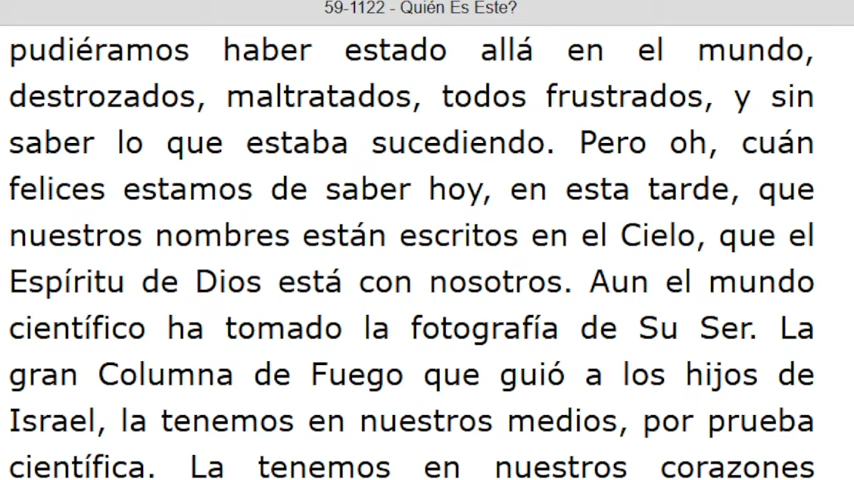 59-1122 - Quién Es Este?
pudiéramos haber estado allá en el mundo,
destrozados, maltratados, todos frustrados, y sin
saber lo que estaba sucediendo. Pero oh, cuán
felices estamos de saber hoy, en esta tarde, que
nuestros nombres están escritos en el Cielo, que el
Espíritu de Dios está con nosotros. Aun el mundo
científico ha tomado la fotografía de Su Ser. La
gran Columna de Fuego que guió a los hijos de
Israel, la tenemos en nuestros medios, por prueba
científica. La tenemos en nuestros corazones